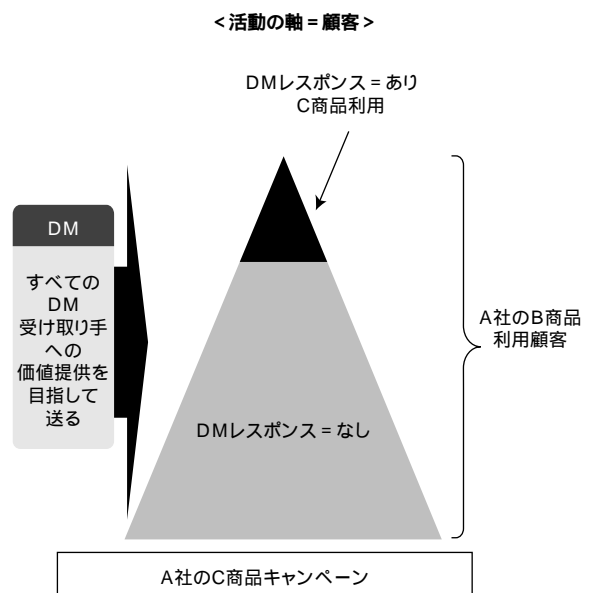 <活動の軸=顧客>
DMレスポンス=あり
C商品利用
DM
すべての
DM
受け取り手
への
価値提供を
目指して
送る
A社のB商品
利用顧客
DMレスポンス=なし
A社のC商品キャンペーン